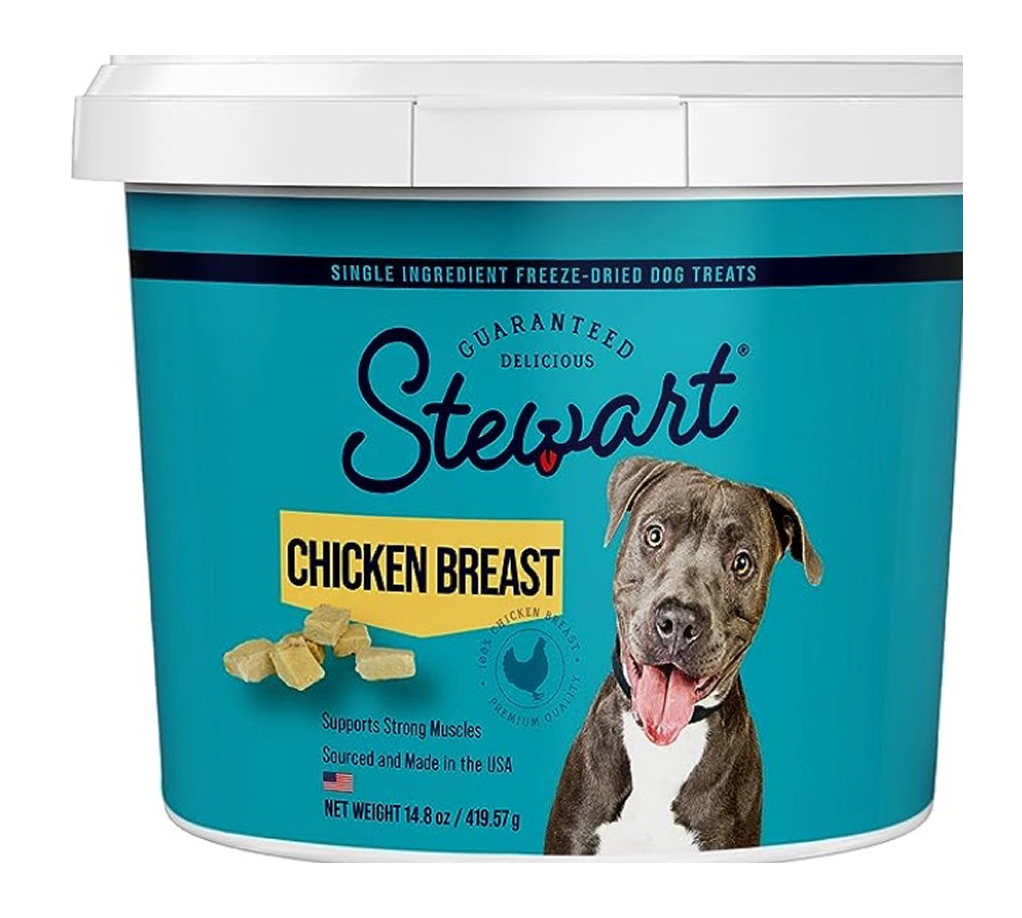 SINGLE INGREDIENT FREEZE-DRIED DOG TREATS
GUARANTEED
DELICIOUS
Stewart®
CHICKEN BREAST
100% CHICKEN BREAST
• PREMIUM QUALITY •
Supports Strong Muscles
Sourced and Made in the USA
NET WEIGHT 14.8 oz / 419.57g